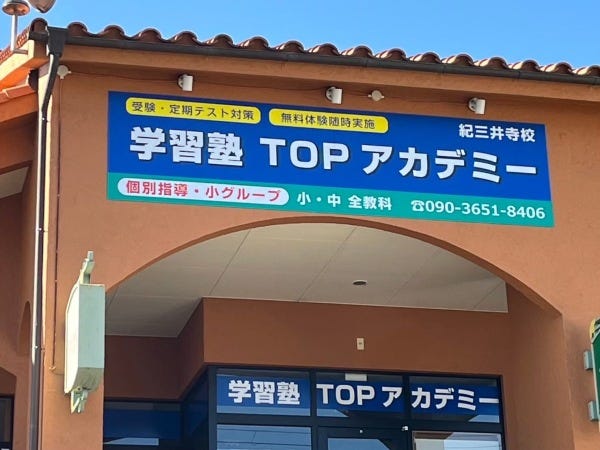 受験・定期テスト対策
無料体験随時実施
紀三井寺校
学習塾 TOP アカデミー
個別指導・小グループ 小・中 全教科 ☎090-3651-8406
学習塾 TOP アカデミー